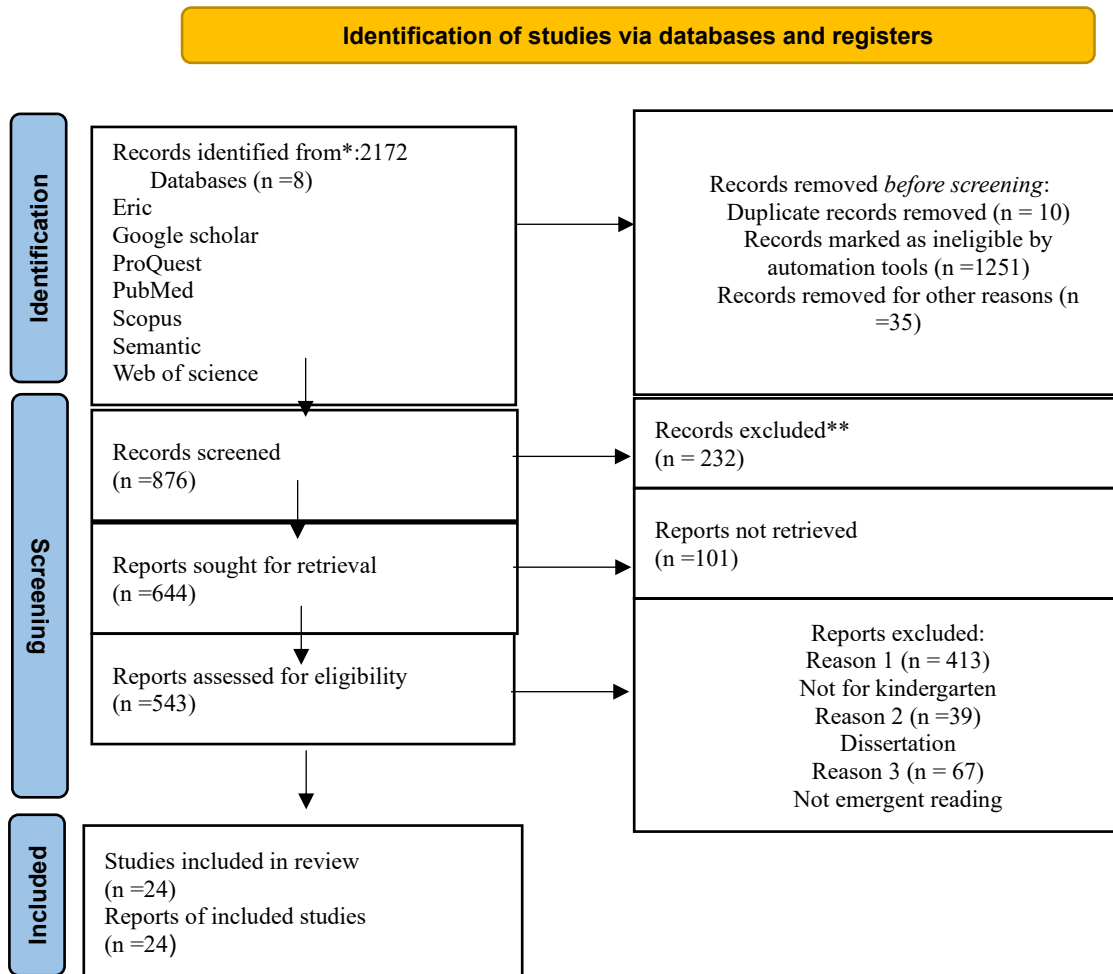 Identification of studies via databases and registers
Identification
Records identified from*:2172
Databases (n =8)
Eric
Google scholar
ProQuest
PubMed
Scopus
Semantic
Web of science
Records removed before screening:
Duplicate records removed (n = 10)
Records marked as ineligible by
automation tools (n =1251)
Records removed for other reasons (n
=35)
Screening
Records screened
(n =876)
Records excluded**
(n = 232)
Reports sought for retrieval
(n =644)
Reports not retrieved
(n =101)
Reports assessed for eligibility
(n =543)
Reports excluded:
Reason 1 (n = 413)
Not for kindergarten
Reason 2 (n =39)
Dissertation
Reason 3 (n = 67)
Not emergent reading
Included
Studies included in review
(n =24)
Reports of included studies
(n =24)